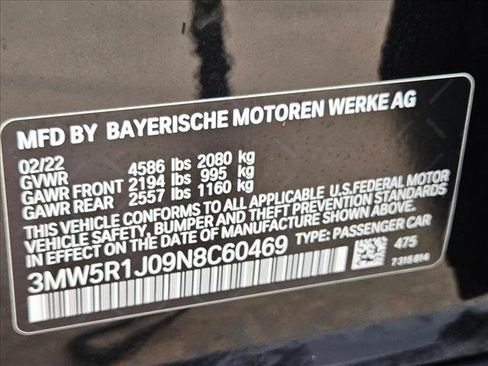 MFD BY BAYERISCHE MOTOREN WERKE AG
02/22
GVWR 4586 lbs 2080 kg
GAWR FRONT 2194 lbs 995 kg
GAWR REAR 2557 lbs 1160 kg
THIS VEHICLE CONFORMS TO ALL APPLICABLE U.S.FEDERAL MOTOR
VEHICLE SAFETY, BUMPER AND THEFT PREVENTION STANDARDS
IN EFFECT ON THE DATE OF MANUFACTURE SHOWN ABOVE.
3MW5R1J09N8C60469 TYPE: PASSENGER CAR
475
7315814